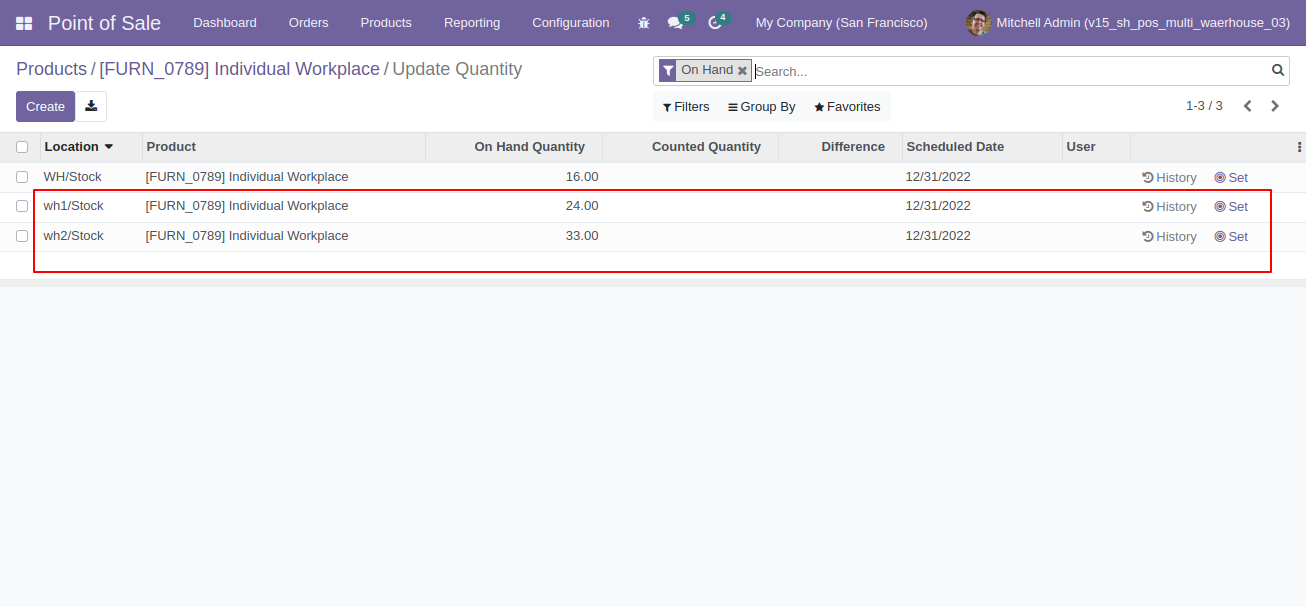 Point of Sale Dashboard Orders Products Reporting Configuration 5 4 My Company (San Francisco) Mitchell Admin (v15_sh_pos_multi_waerhouse_03)
Products / [FURN_0789] Individual Workplace / Update Quantity
On Hand Search...
Create
Filters Group By Favorites 1-3 / 3
Location Product On Hand Quantity Counted Quantity Difference Scheduled Date User
WH/Stock [FURN_0789] Individual Workplace 16.00 12/31/2022 History Set
wh1/Stock [FURN_0789] Individual Workplace 24.00 12/31/2022 History Set
wh2/Stock [FURN_0789] Individual Workplace 33.00 12/31/2022 History Set